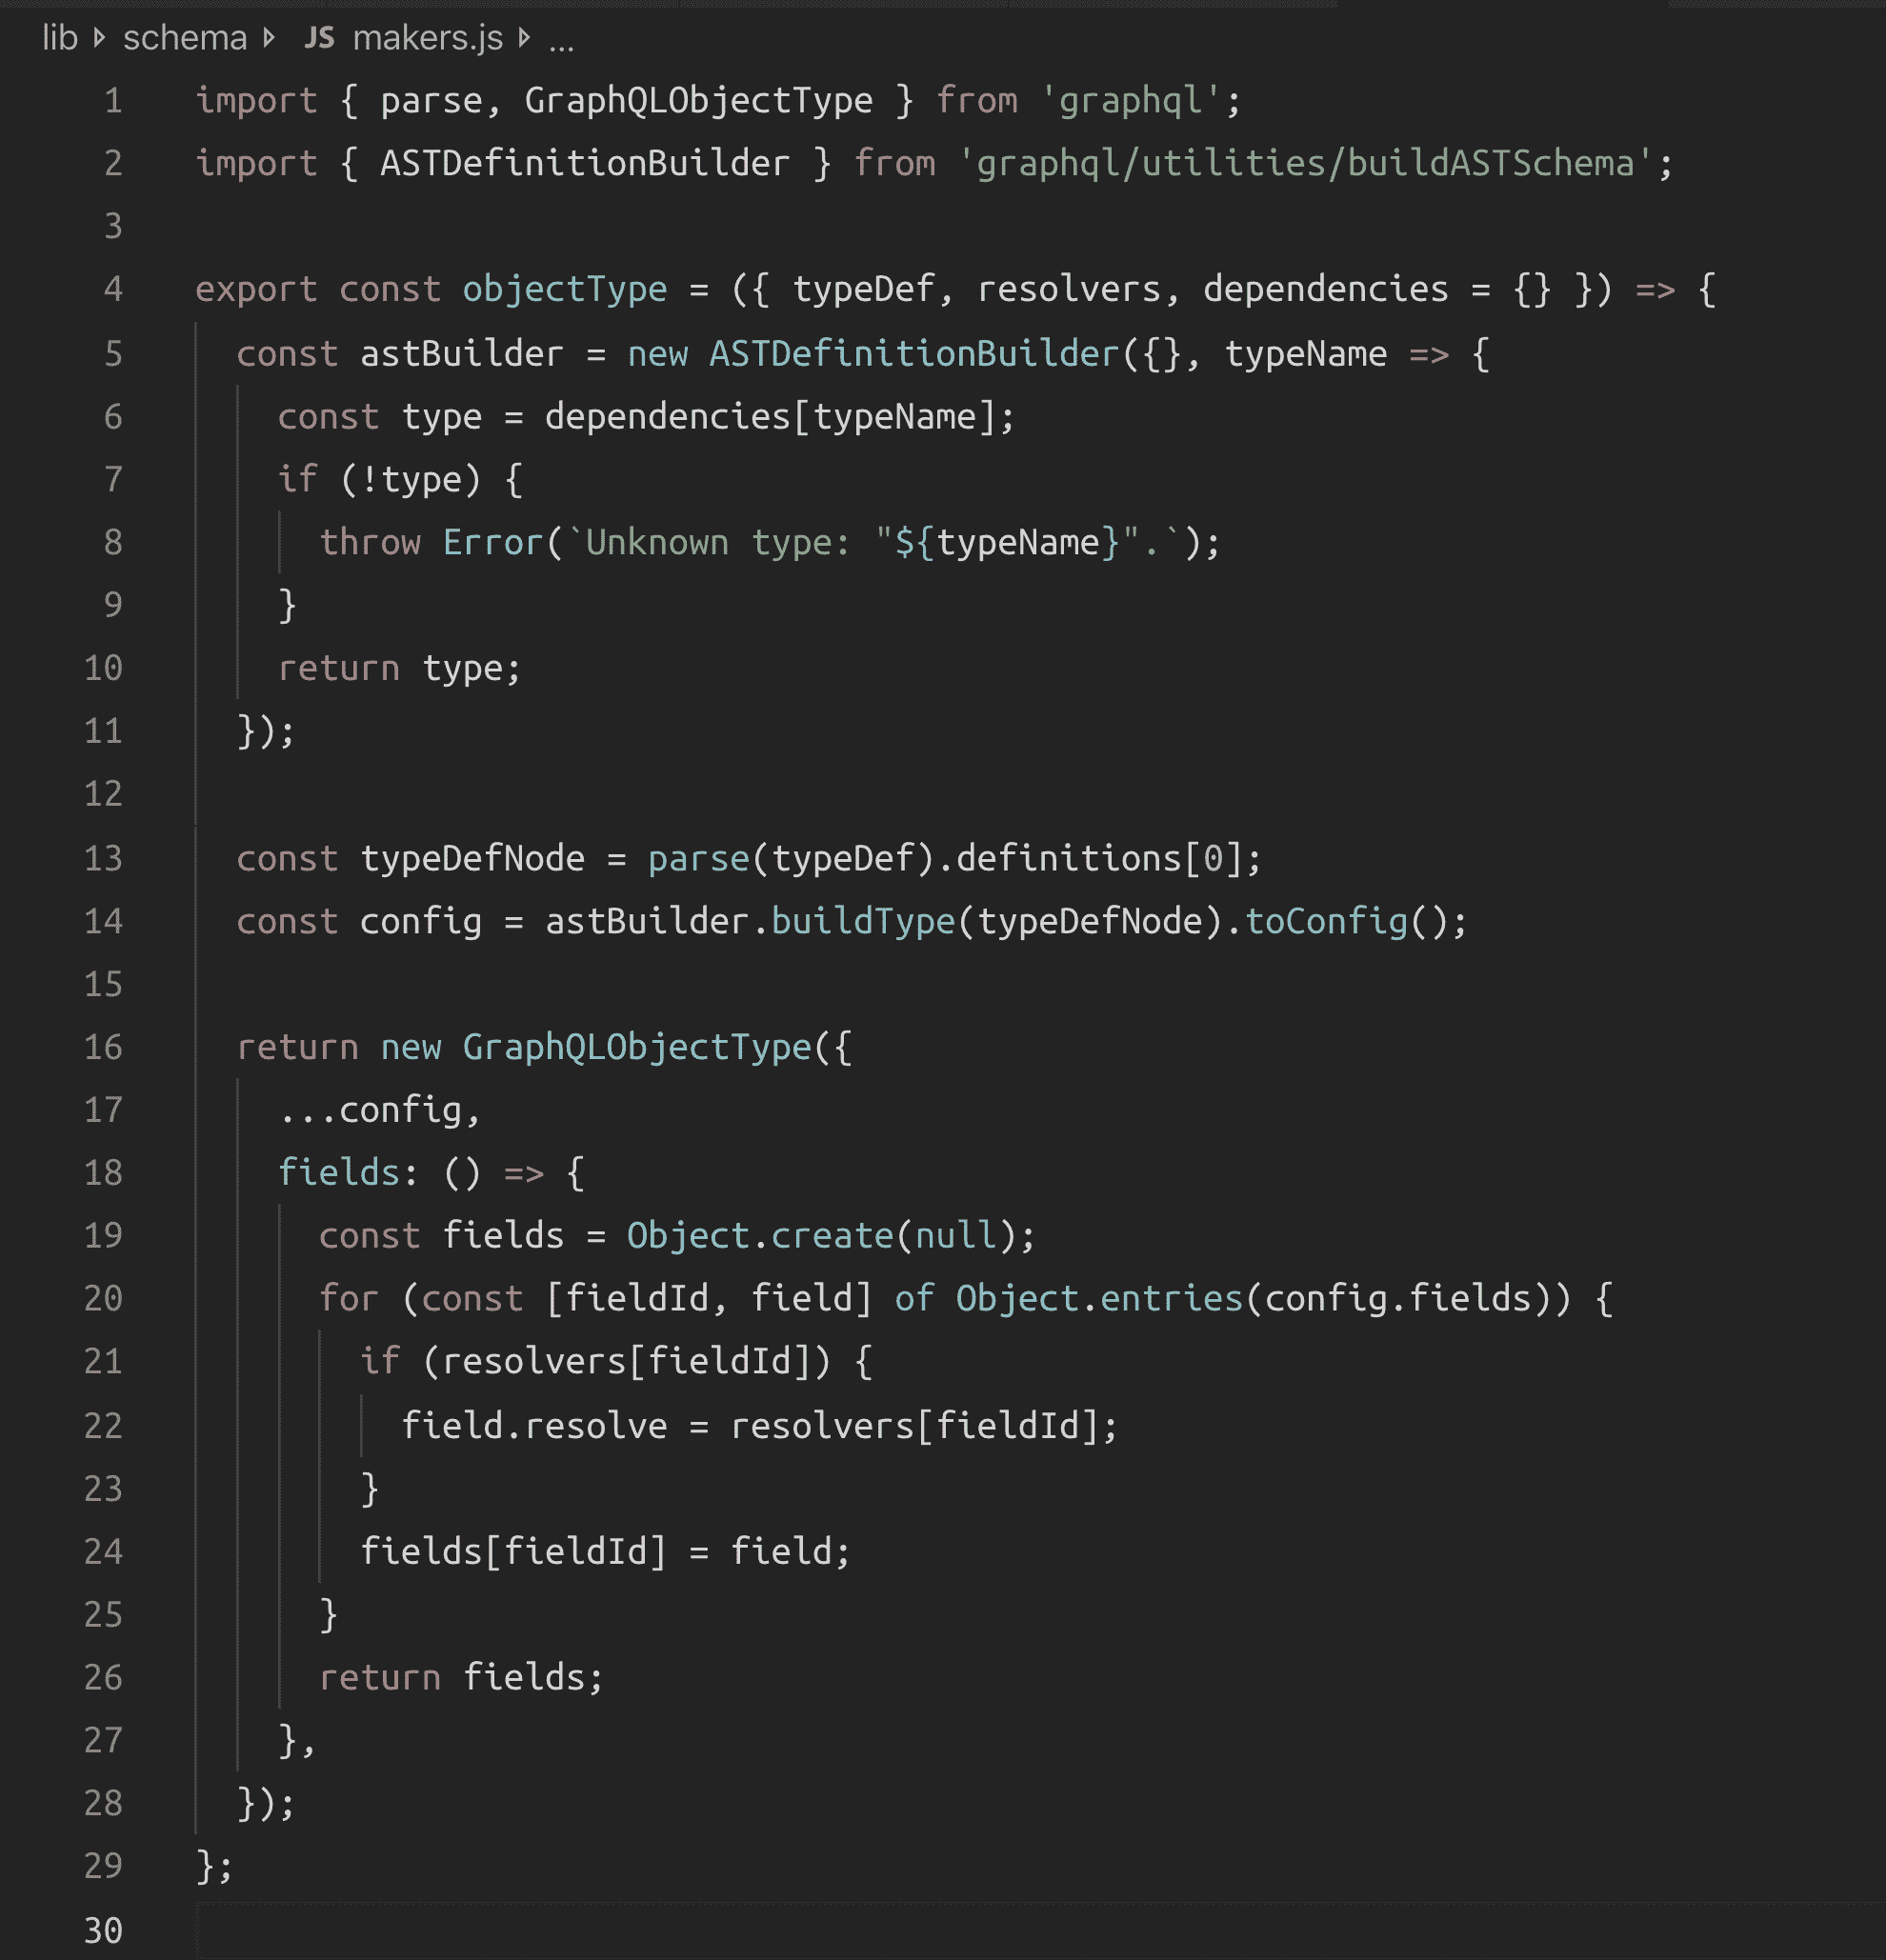 lib schema JS makers.js ...
1 import { parse, GraphQLObjectType } from 'graphql';
2 import { ASTDefinitionBuilder } from 'graphql/utilities/buildASTSchema';
3
4 export const objectType = ({ typeDef, resolvers, dependencies = {} }) => {
5   const astBuilder = new ASTDefinitionBuilder({}, typeName => {
6     const type = dependencies[typeName];
7     if (!type) {
8       throw Error(`Unknown type: "${typeName}".`);
9     }
10     return type;
11   });
12
13   const typeDefNode = parse(typeDef).definitions[0];
14   const config = astBuilder.buildType(typeDefNode).toConfig();
15
16   return new GraphQLObjectType({
17     ...config,
18     fields: () => {
19       const fields = Object.create(null);
20       for (const [fieldId, field] of Object.entries(config.fields)) {
21         if (resolvers[fieldId]) {
22           field.resolve = resolvers[fieldId];
23         }
24         fields[fieldId] = field;
25       }
26       return fields;
27     },
28   });
29 };
30